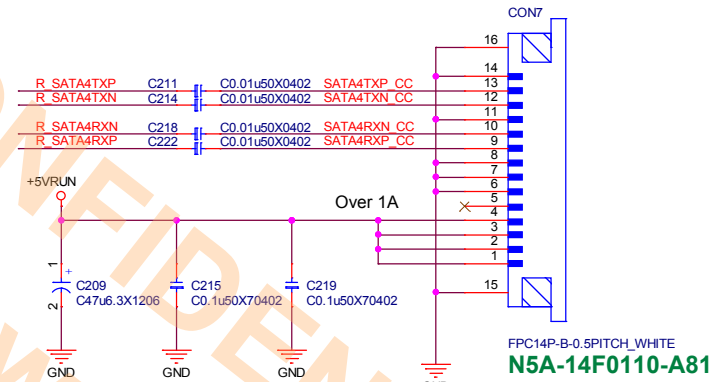 CON7
16
14
R_SATA4TXP C211 C0.01u50X0402 SATA4TXP_CC 13
R_SATA4TXN C214 C0.01u50X0402 SATA4TXN_CC 12
11
R_SATA4RXN C218 C0.01u50X0402 SATA4RXN_CC 10
R_SATA4RXP C222 C0.01u50X0402 SATA4RXP_CC 9
8
7
+5VRUN
6
Over 1A
5
4
3
2
1
1
+
C209
C47u6.3X1206
2
C215
C0.1u50X70402
C219
C0.1u50X70402
15
GND
GND
GND
FPC14P-B-0.5PITCH_WHITE
N5A-14F0110-A81